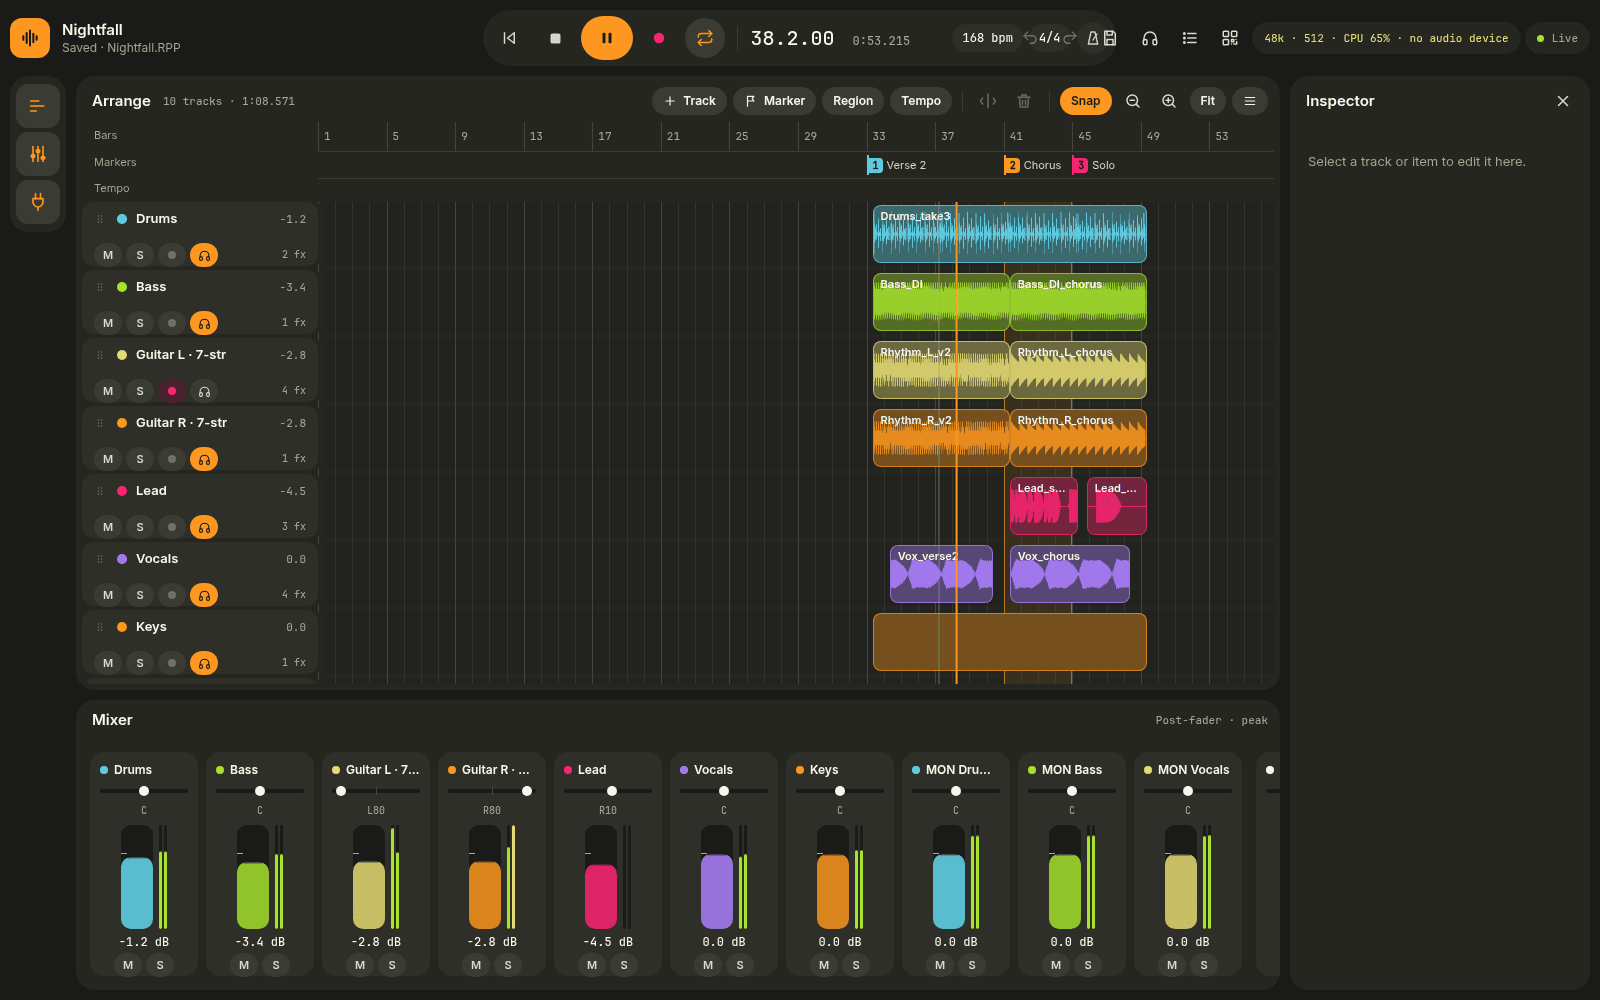 Nightfall
Saved · Nightfall.RPP
38.2.00 0:53.215 168 bpm 4/4
48k · 512 · CPU 65% · no audio device
Live
Arrange 10 tracks · 1:08.571
Track Marker Region Tempo Snap Fit
Inspector
Select a track or item to edit it here.
Bars 1 5 9 13 17 21 25 29 33 37 41 45 49 53
Markers 1 Verse 2 2 Chorus 3 Solo
Tempo
Drums -1.2
M S 2 fx
Drums_take3
Bass -3.4
M S 1 fx
Bass_DI Bass_DI_chorus
Guitar L · 7-str -2.8
M S 4 fx
Rhythm_L_v2 Rhythm_L_chorus
Guitar R · 7-str -2.8
M S 1 fx
Rhythm_R_v2 Rhythm_R_chorus
Lead -4.5
M S 3 fx
Lead_s... Lead_...
Vocals 0.0
M S 4 fx
Vox_verse2 Vox_chorus
Keys 0.0
M S 1 fx
Mixer Post-fader · peak
Drums Bass Guitar L · 7... Guitar R · ... Lead Vocals Keys MON Dru... MON Bass MON Vocals
C C L80 R80 R10 C C C C C
-1.2 dB -3.4 dB -2.8 dB -2.8 dB -4.5 dB 0.0 dB 0.0 dB 0.0 dB 0.0 dB 0.0 dB
M S M S M S M S M S M S M S M S M S M S